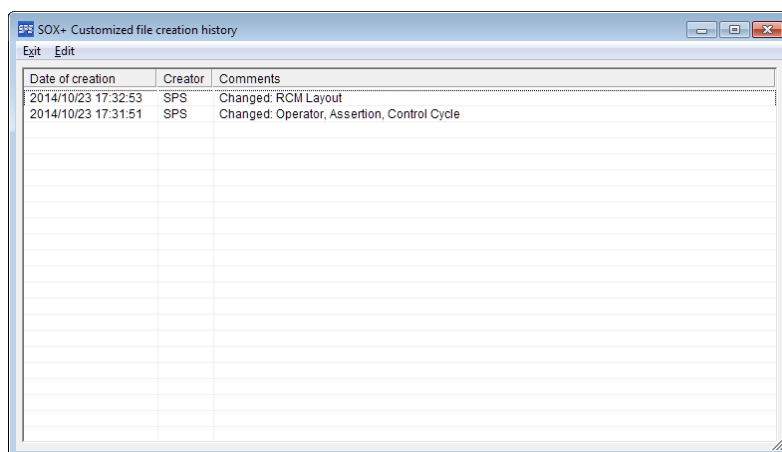 SPS SOX+ Customized file creation history
Exit Edit
Date of creation Creator Comments
2014/10/23 17:32:53 SPS Changed: RCM Layout
2014/10/23 17:31:51 SPS Changed: Operator, Assertion, Control Cycle